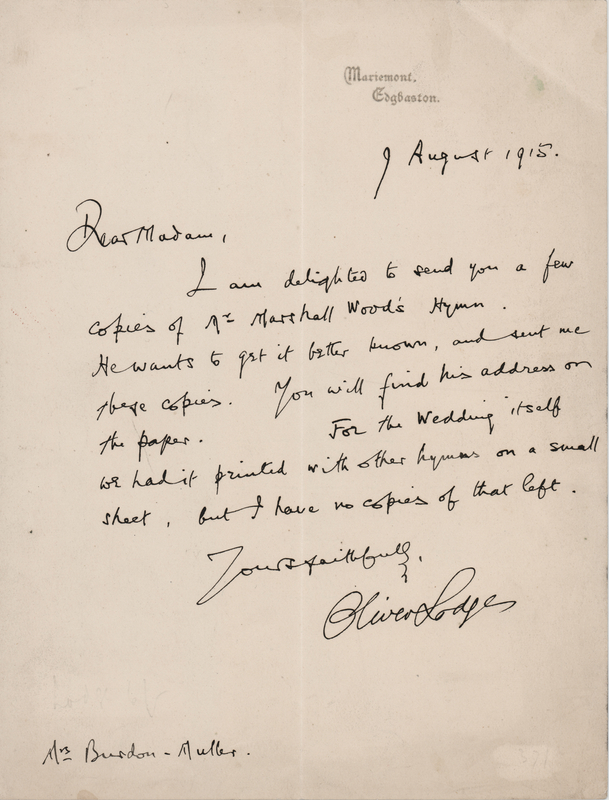 Mariemont,
Edgbaston.
9 August 1915.
Dear Madam,
I am delighted to send you a few
copies of Mr Marshall Wood's Hymn.
He wants to get it better known, and sent me
these copies. You will find his address on
the paper. For the Wedding itself
we had it printed with other hymns on a small
sheet, but I have no copies of that left.
Yours faithfully,
Oliver Lodge
Mrs Burdon-Muller.